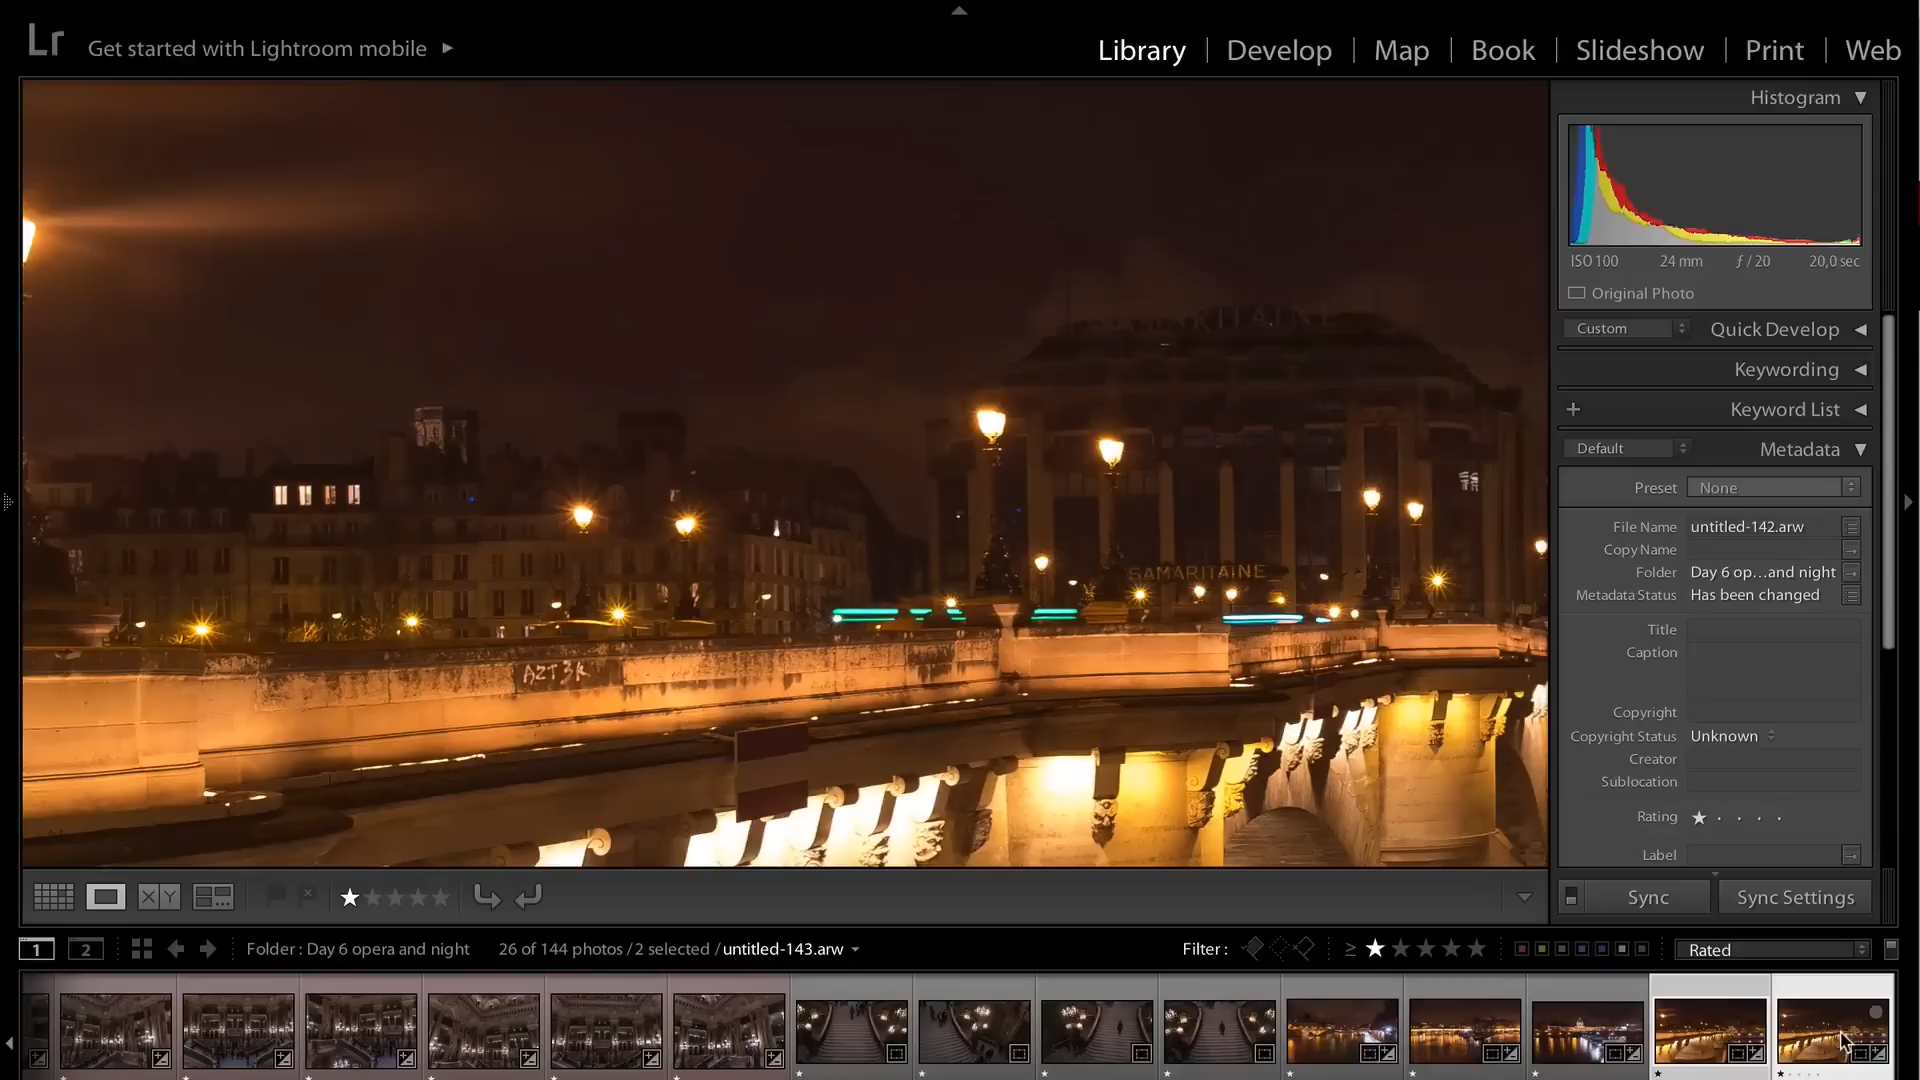 Lr Get started with Lightroom mobile
Library | Develop | Map | Book | Slideshow | Print | Web
Histogram
ISO 100 24 mm ƒ / 20 20,0 sec
Original Photo
Custom Quick Develop
Keywording
+ Keyword List
Default Metadata
Preset None
File Name untitled-142.arw
Copy Name
Folder Day 6 op...and night
Metadata Status Has been changed
Title
Caption
Copyright
Copyright Status Unknown
Creator
Sublocation
Rating
Label
SAMARITAINE
AZT3K
X Y
Sync Sync Settings
1 2 Folder : Day 6 opera and night 26 of 144 photos / 2 selected / untitled-143.arw Filter : ≥ Rated